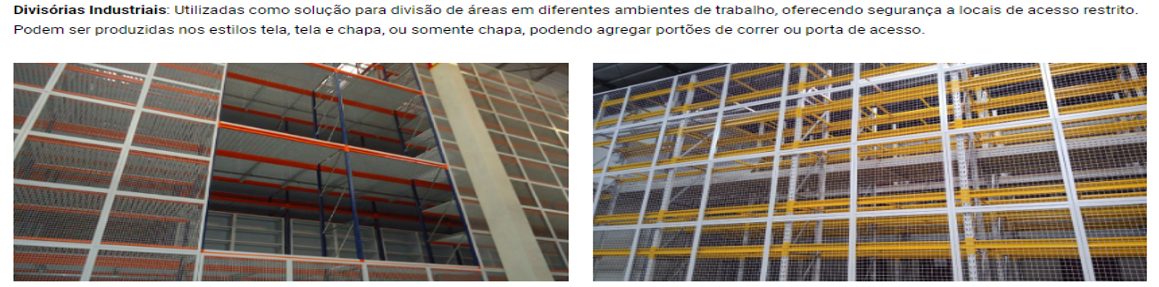 Divisórias Industriais: Utilizadas como solução para divisão de áreas em diferentes ambientes de trabalho, oferecendo segurança a locais de acesso restrito.
Podem ser produzidas nos estilos tela, tela e chapa, ou somente chapa, podendo agregar portões de correr ou porta de acesso.